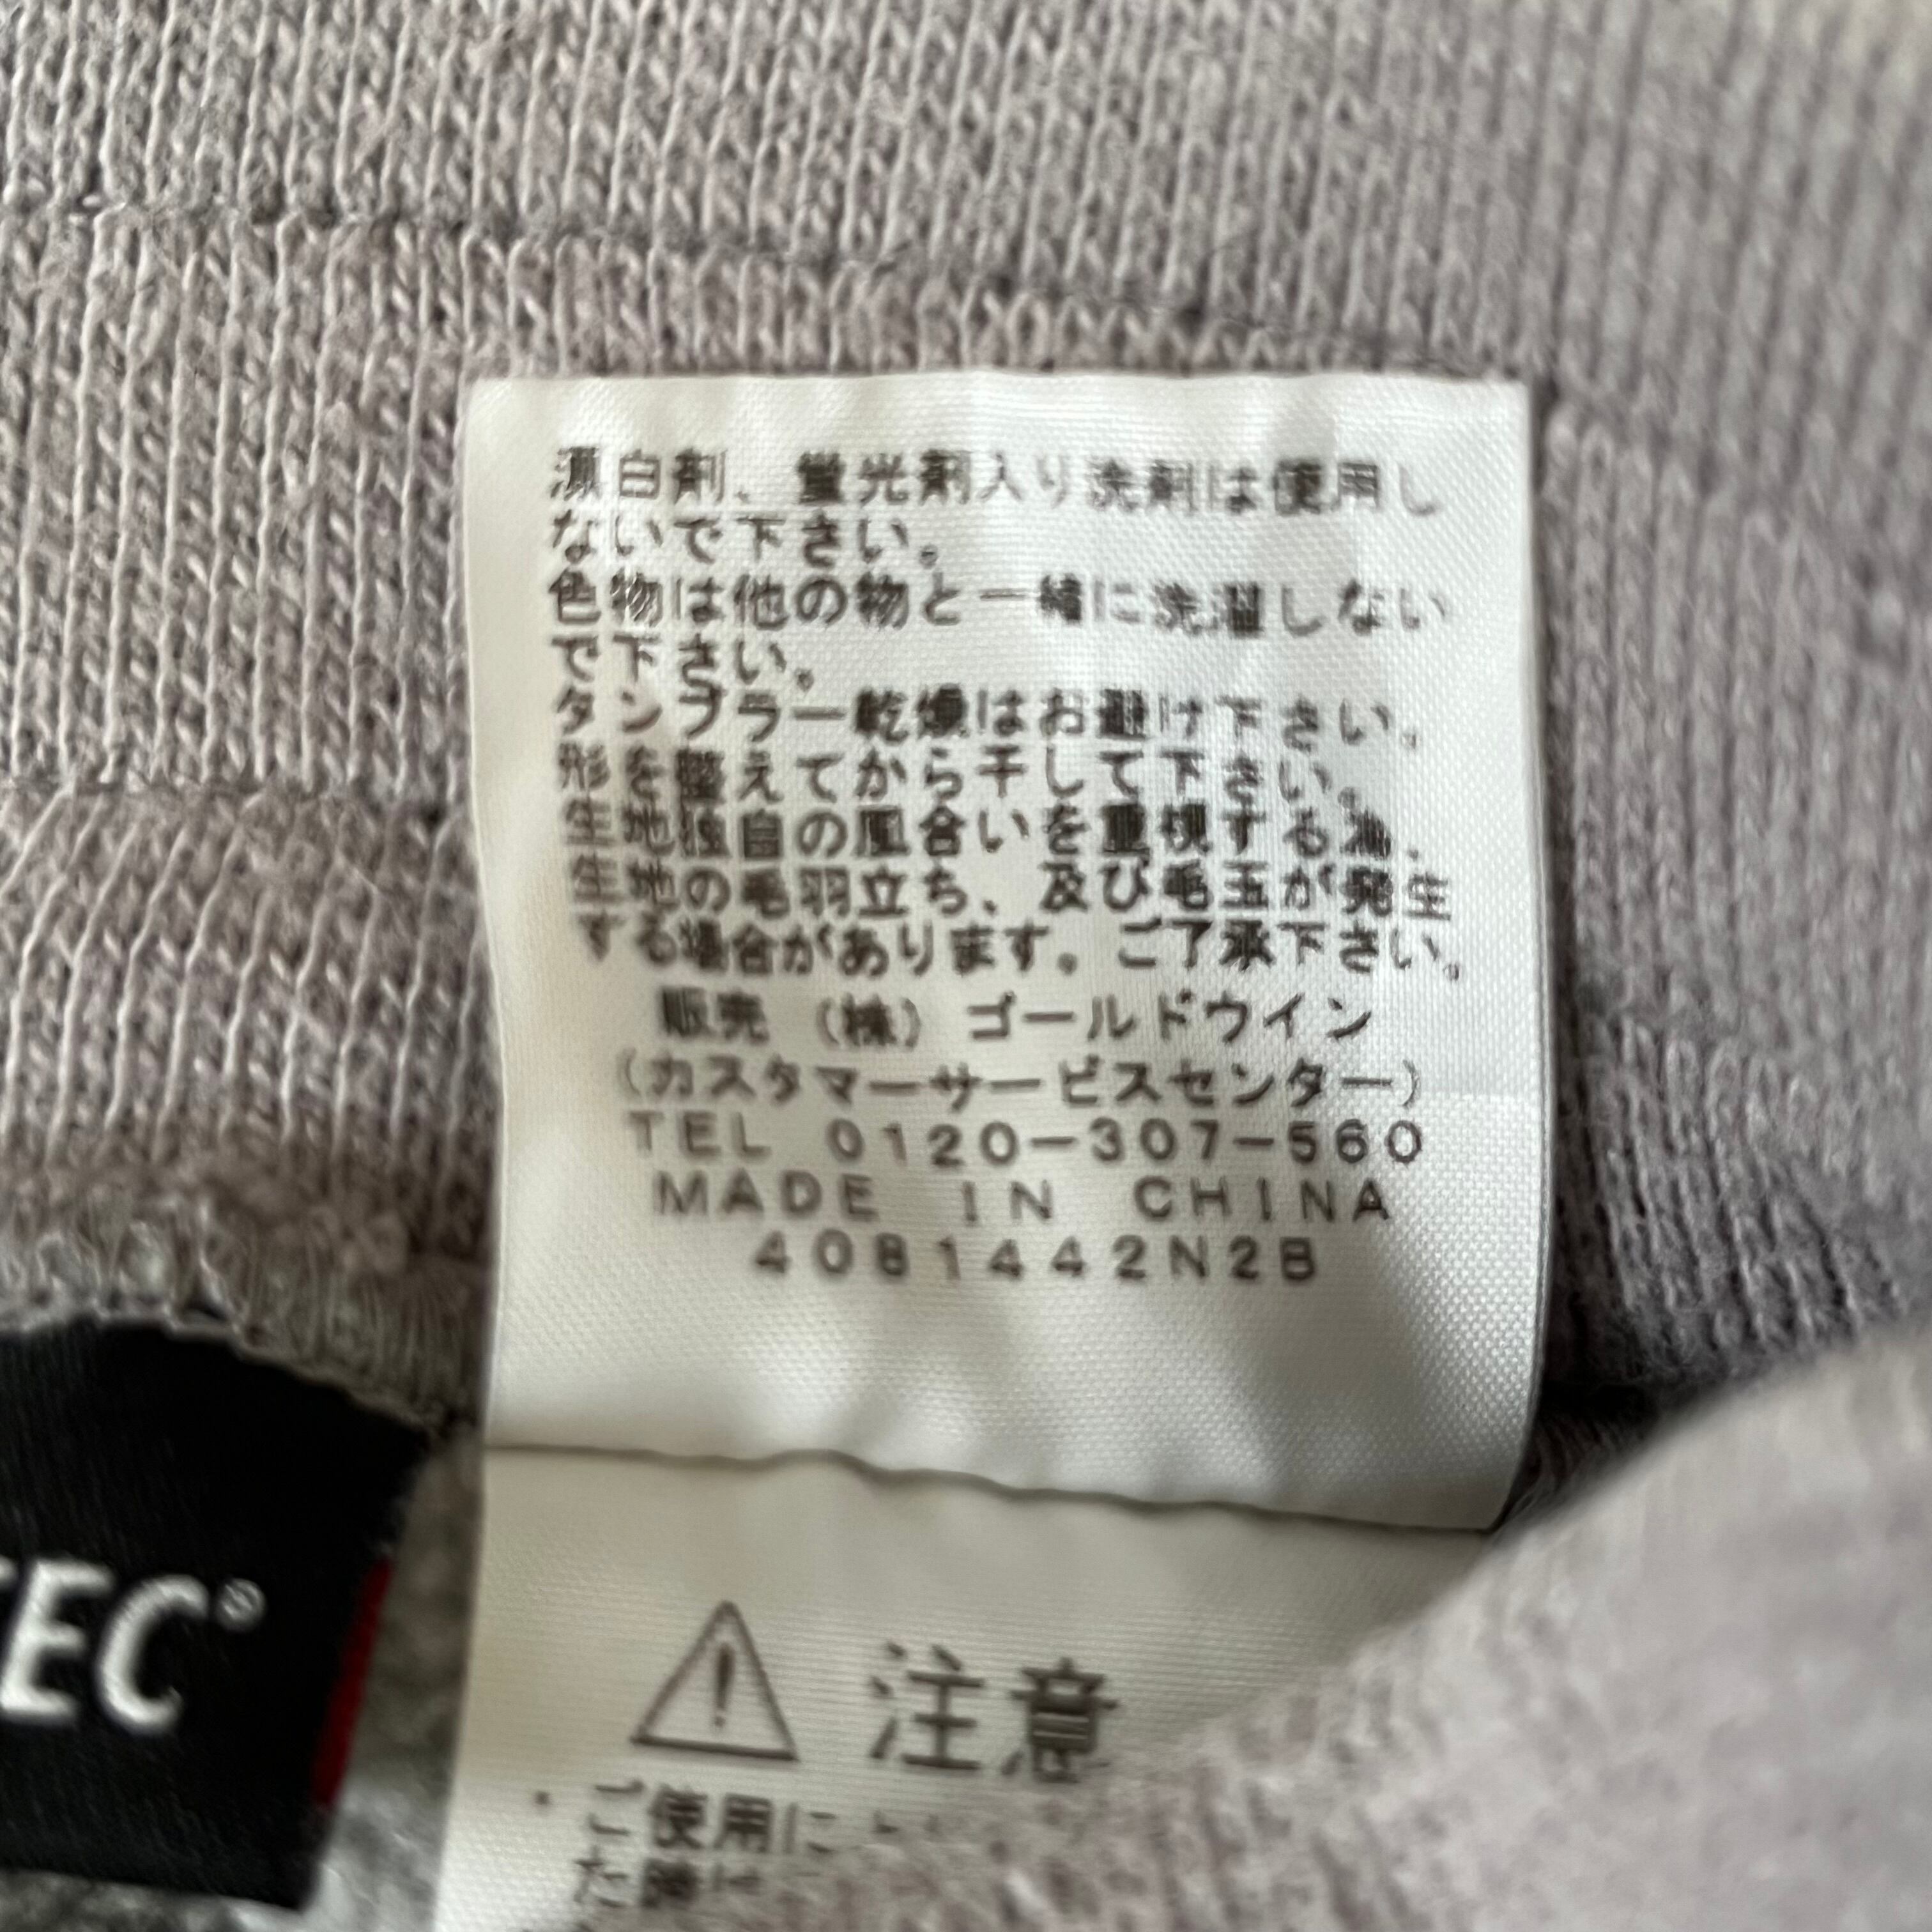 漂白剤、蛍光剤入り洗剤は使用し
ないで下さい。
色物は他の物と一緒に洗濯しない
で下さい。
タンブラー乾燥はお避け下さい。
形を整えてから干して下さい。
生地独自の風合いを重視する為、
生地の毛羽立ち、及び毛玉が発生
する場合があります。ご了承下さい。
販売 (株) ゴールドウイン
(カスタマーサービスセンター)
TEL 0120-307-560
MADE IN CHINA
4081442N2B
TEC®
注意
・ご使用に
た時は